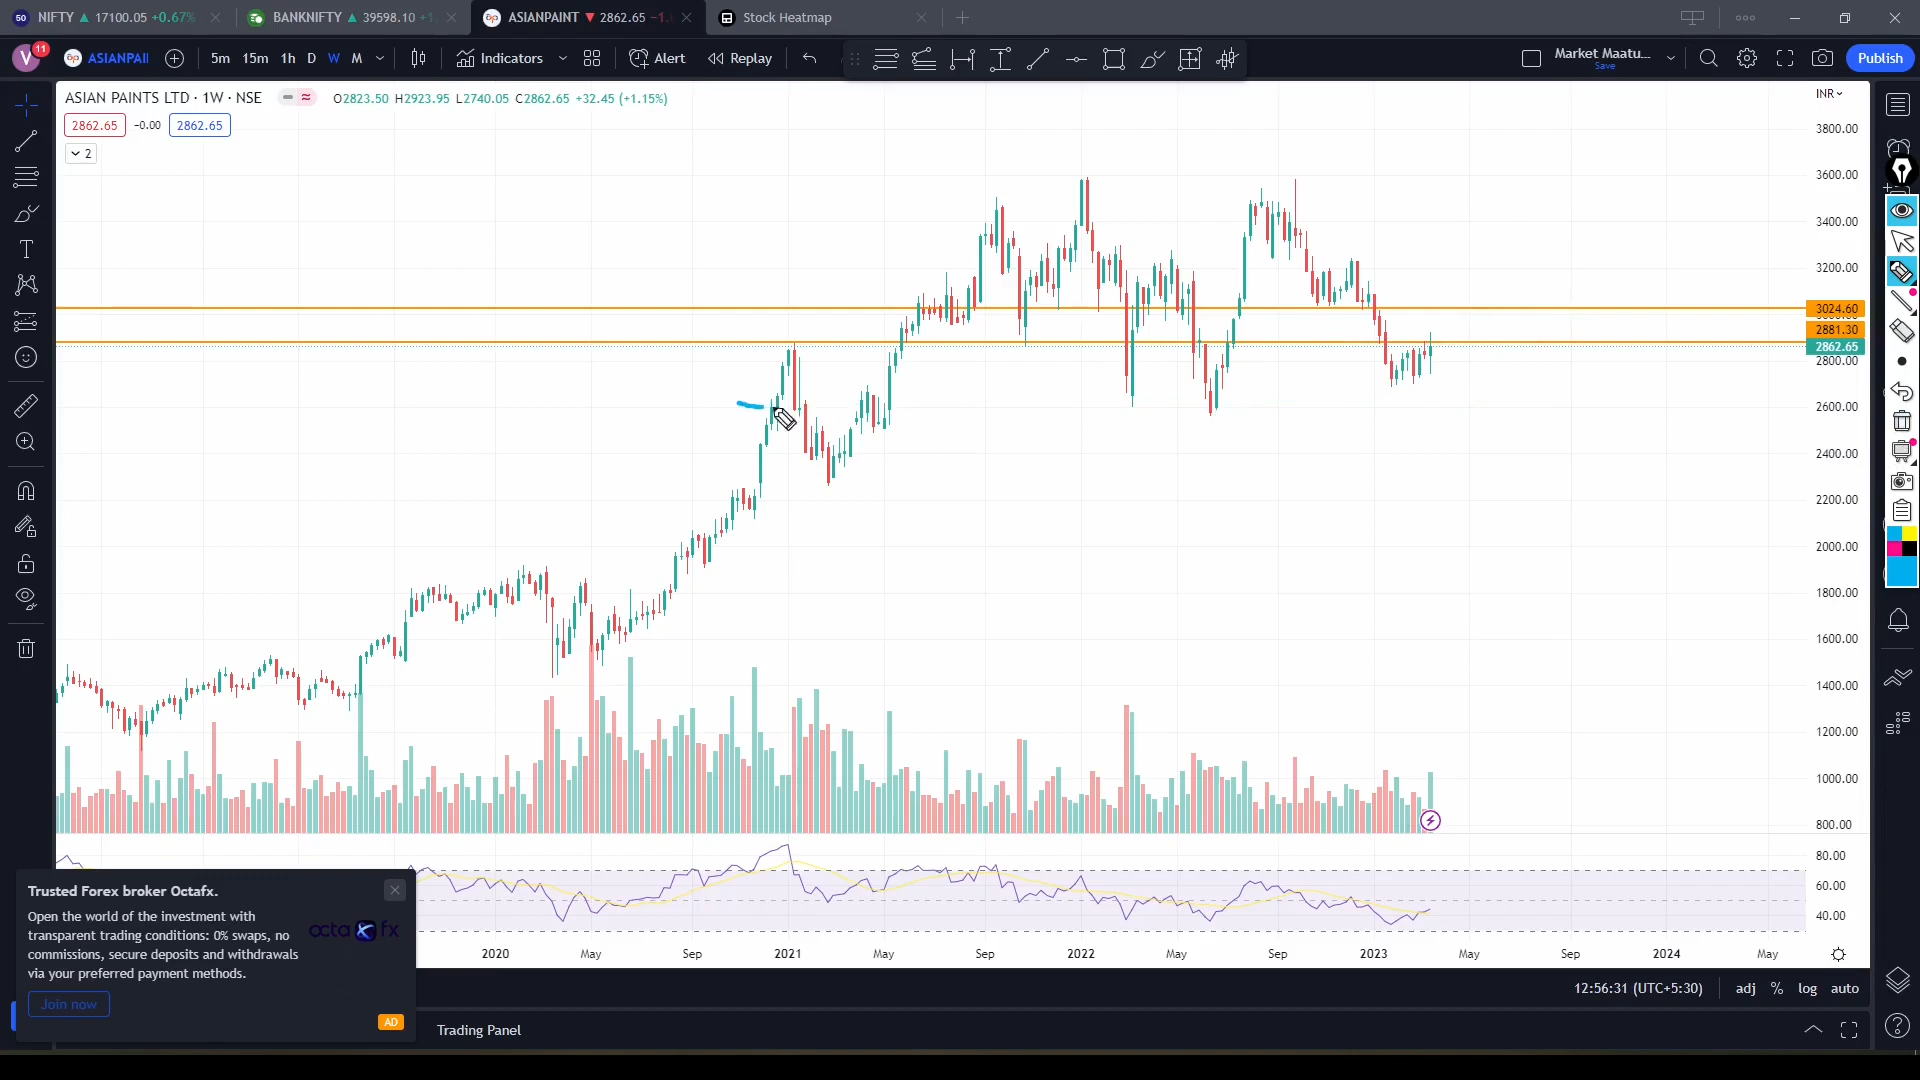 50 NIFTY ▲ 17100.05 +0.67%
BANKNIFTY ▲ 39598.10 +1
ASIANPAINT ▼ 2862.65 −1.
Stock Heatmap
V 11
ASIANPAI
5m 15m 1h D W M
Indicators
Alert
Replay
Market Maatu...
Save
Publish
ASIAN PAINTS LTD · 1W · NSE
O2823.50 H2923.95 L2740.05 C2862.65 +32.45 (+1.15%)
INR
2862.65 −0.00 2862.65
2
3800.00
3600.00
3400.00
3200.00
3024.60
2881.30
2862.65
2800.00
2600.00
2400.00
2200.00
2000.00
1800.00
1600.00
1400.00
1200.00
1000.00
800.00
80.00
60.00
40.00
Trusted Forex broker Octafx.
Open the world of the investment with
transparent trading conditions: 0% swaps, no
commissions, secure deposits and withdrawals
via your preferred payment methods.
octa fx
Join now
AD
2020 May Sep 2021 May Sep 2022 May Sep 2023 May Sep 2024 May
12:56:31 (UTC+5:30) adj % log auto
Trading Panel